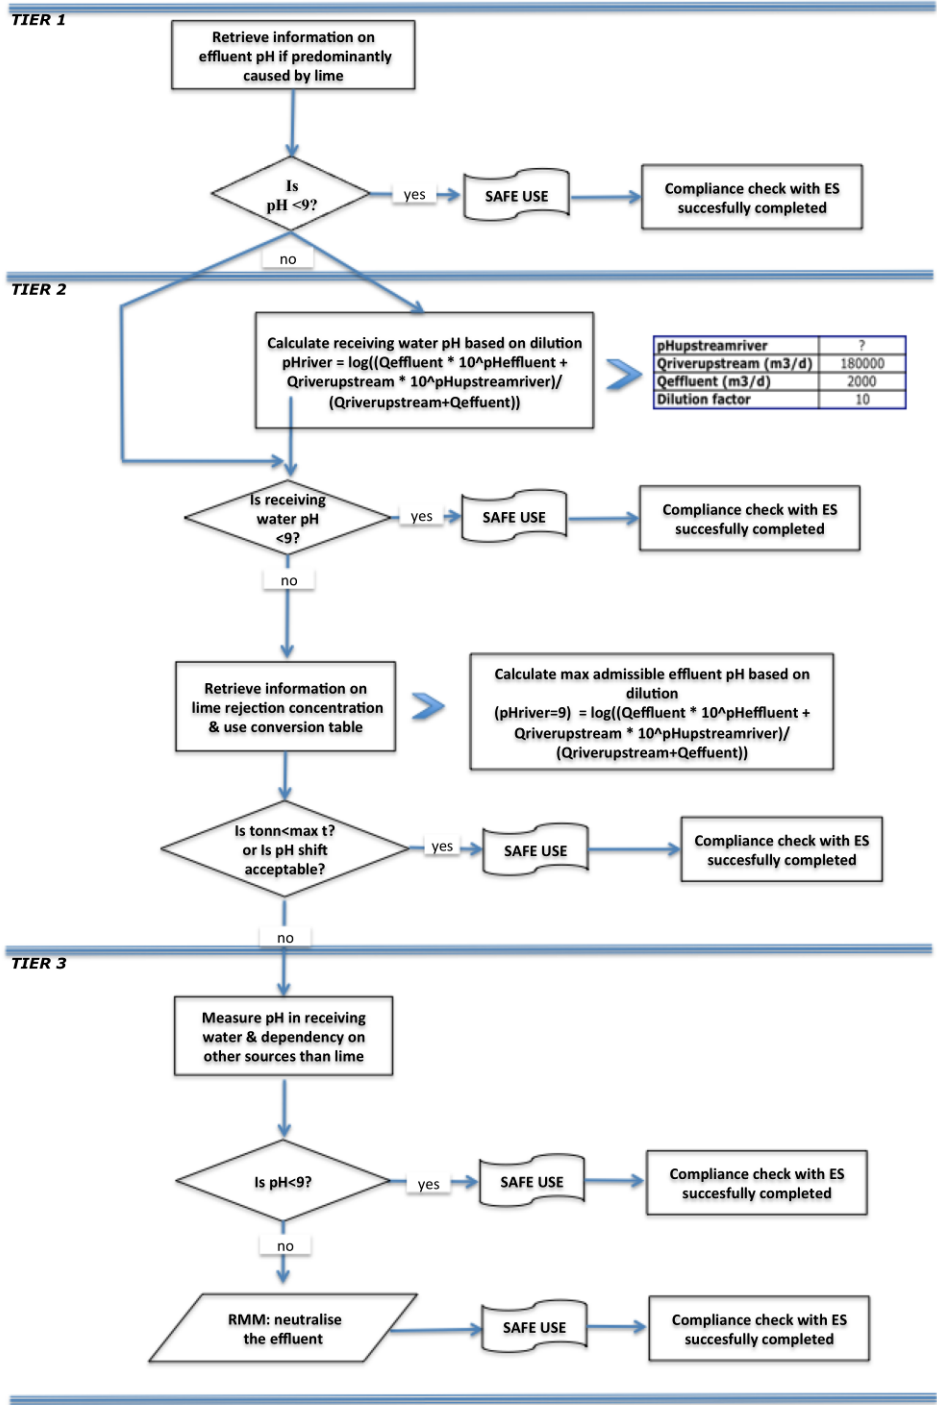 TIER 1
Retrieve information on
effluent pH if predominantly
caused by lime
Is
pH <9?
yes
SAFE USE
Compliance check with ES
succesfully completed
no
TIER 2
Calculate receiving water pH based on dilution
pHriver = log((Qeffluent * 10^pHeffluent +
Qriverupstream * 10^pHupstreamriver)/
(Qriverupstream+Qeffuent))
pHupstreamriver ?
Qriverupstream (m3/d) 180000
Qeffluent (m3/d) 2000
Dilution factor 10
Is receiving
water pH
<9?
yes
SAFE USE
Compliance check with ES
succesfully completed
no
Retrieve information on
lime rejection concentration
& use conversion table
Calculate max admissible effluent pH based on
dilution
(pHriver=9) = log((Qeffluent * 10^pHeffluent +
Qriverupstream * 10^pHupstreamriver)/
(Qriverupstream+Qeffuent))
Is tonn<max t?
or Is pH shift
acceptable?
yes
SAFE USE
Compliance check with ES
succesfully completed
no
TIER 3
Measure pH in receiving
water & dependency on
other sources than lime
Is pH<9?
yes
SAFE USE
Compliance check with ES
succesfully completed
no
RMM: neutralise
the effluent
SAFE USE
Compliance check with ES
succesfully completed